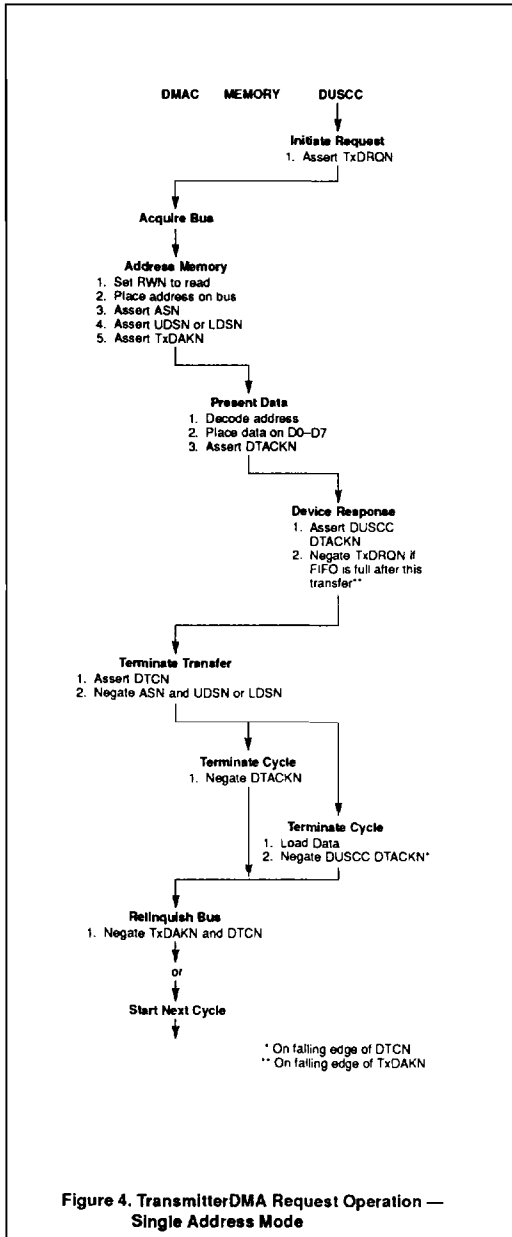 DMAC MEMORY DUSCC
Initiate Request
1. Assert TxDRQN
Acquire Bus
Address Memory
1. Set RWN to read
2. Place address on bus
3. Assert ASN
4. Assert UDSN or LDSN
5. Assert TxDAKN
Present Data
1. Decode address
2. Place data on D0–D7
3. Assert DTACKN
Device Response
1. Assert DUSCC
DTACKN
2. Negate TxDRQN if
FIFO is full after this
transfer**
Terminate Transfer
1. Assert DTCN
2. Negate ASN and UDSN or LDSN
Terminate Cycle
1. Negate DTACKN
Terminate Cycle
1. Load Data
2. Negate DUSCC DTACKN*
Relinquish Bus
1. Negate TxDAKN and DTCN
or
Start Next Cycle
* On falling edge of DTCN
** On falling edge of TxDAKN
Figure 4. TransmitterDMA Request Operation —
Single Address Mode